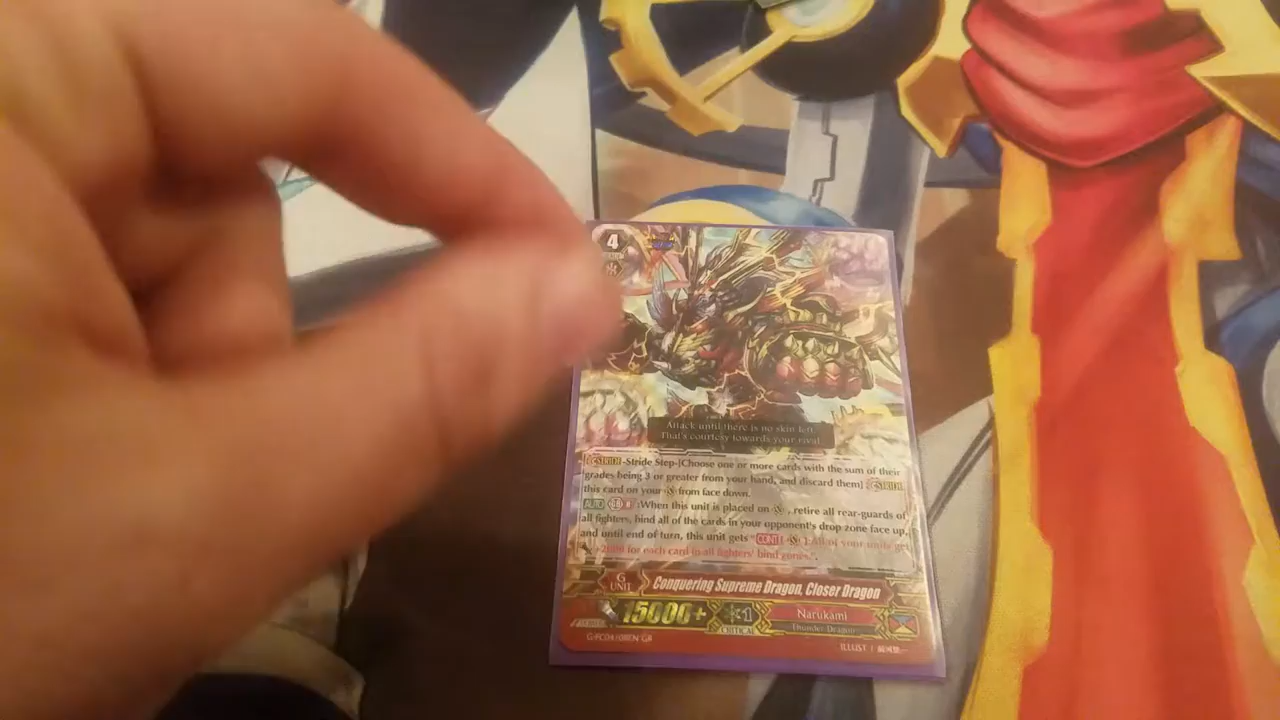 4
Attack until there is no skin left.
That's courtesy towards your rival.
STRIDE -Stride Step-[Choose one or more cards with the sum of their
grades being 3 or greater from your hand, and discard them] STRIDE
this card on your from face down.
AUTO :When this unit is placed on , retire all rear-guards of
all fighters, bind all of the cards in your opponent's drop zone face up,
and until end of turn, this unit gets "CONT : All of your units get
+2000 for each card in all fighters' bind zones.".
G UNIT Conquering Supreme Dragon, Closer Dragon
15000+ 1 CRITICAL Narukami
Thunder Dragon
ILLUST